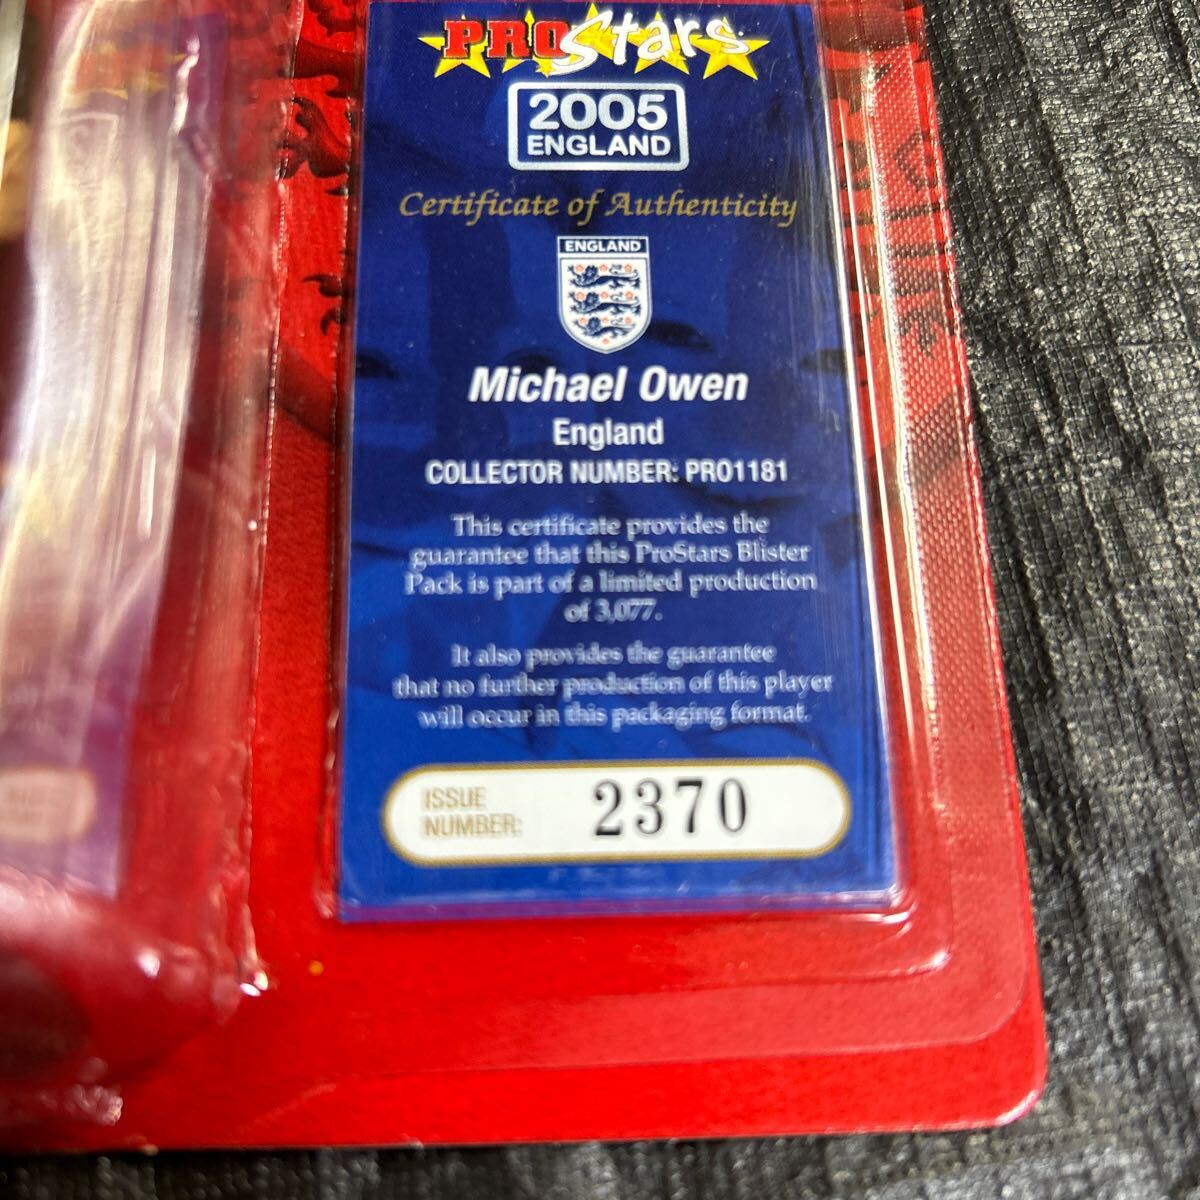 PROStars
2005
ENGLAND
Certificate of Authenticity
ENGLAND
Michael Owen
England
COLLECTOR NUMBER: PRO1181
This certificate provides the
guarantee that this ProStars Blister
Pack is part of a limited production
of 3,077.
It also provides the guarantee
that no further production of this player
will occur in this packaging format.
ISSUE
NUMBER:
2370